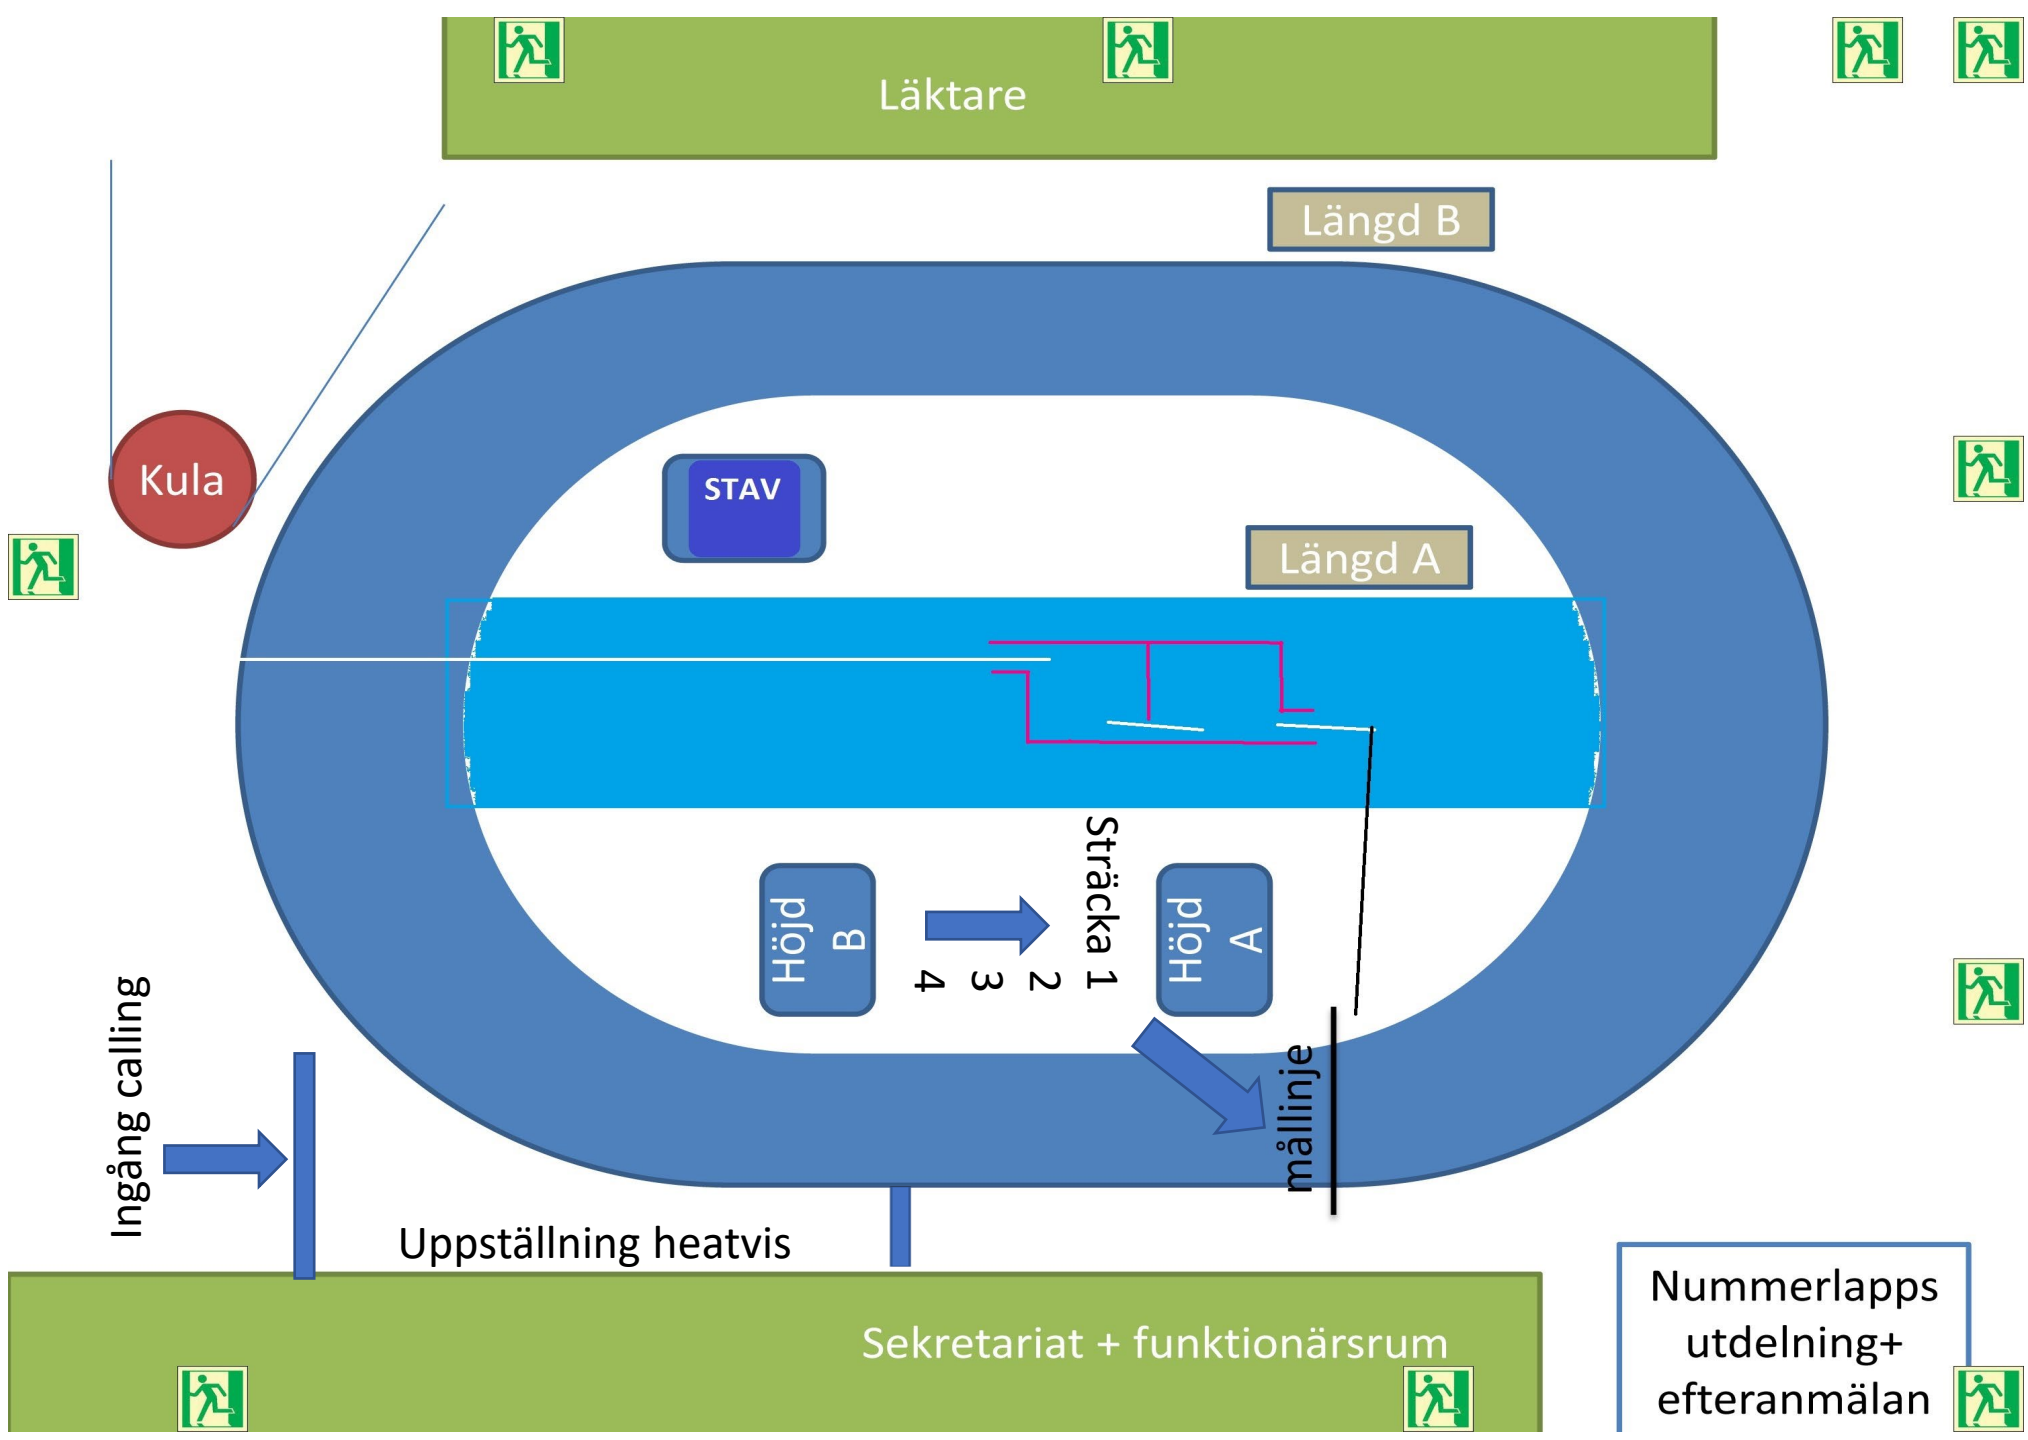 Läktare
Längd B
Kula
STAV
Längd A
Sträcka 1
2
3
4
Höjd
B
Höjd
A
mållinje
Ingång calling
Uppställning heatvis
Sekretariat + funktionärsrum
Nummerlapps
utdelning+
efteranmälan